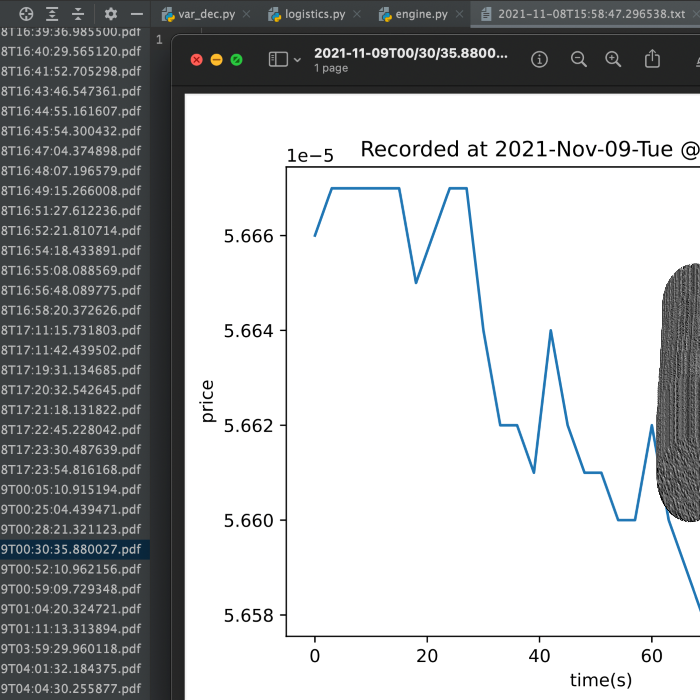 var_dec.py
logistics.py
engine.py
2021-11-08T15:58:47.296538.txt
1
8T16:39:36.985500.pdf
8T16:40:29.565120.pdf
8T16:41:52.705298.pdf
8T16:43:46.547361.pdf
8T16:44:55.161607.pdf
8T16:45:54.300432.pdf
8T16:47:04.374898.pdf
8T16:48:07.196579.pdf
8T16:49:15.266008.pdf
8T16:51:27.612236.pdf
8T16:52:21.810714.pdf
8T16:54:18.433891.pdf
8T16:55:08.088569.pdf
8T16:56:48.089775.pdf
8T16:58:20.372626.pdf
8T17:11:15.731803.pdf
8T17:11:42.439502.pdf
8T17:19:31.134685.pdf
8T17:20:32.542645.pdf
8T17:21:18.131822.pdf
8T17:22:45.228042.pdf
8T17:23:30.487639.pdf
8T17:23:54.816168.pdf
9T00:05:10.915194.pdf
9T00:25:04.439471.pdf
9T00:28:21.321123.pdf
9T00:30:35.880027.pdf
9T00:52:10.962156.pdf
9T00:59:09.729348.pdf
9T01:04:20.324721.pdf
9T01:11:13.313894.pdf
9T03:59:29.960118.pdf
9T04:01:32.184375.pdf
9T04:04:30.255877.pdf
2021-11-09T00/30/35.8800...
1 page
Recorded at 2021-Nov-09-Tue @
1e−5
5.666
5.664
5.662
5.660
5.658
price
0 20 40 60
time(s)